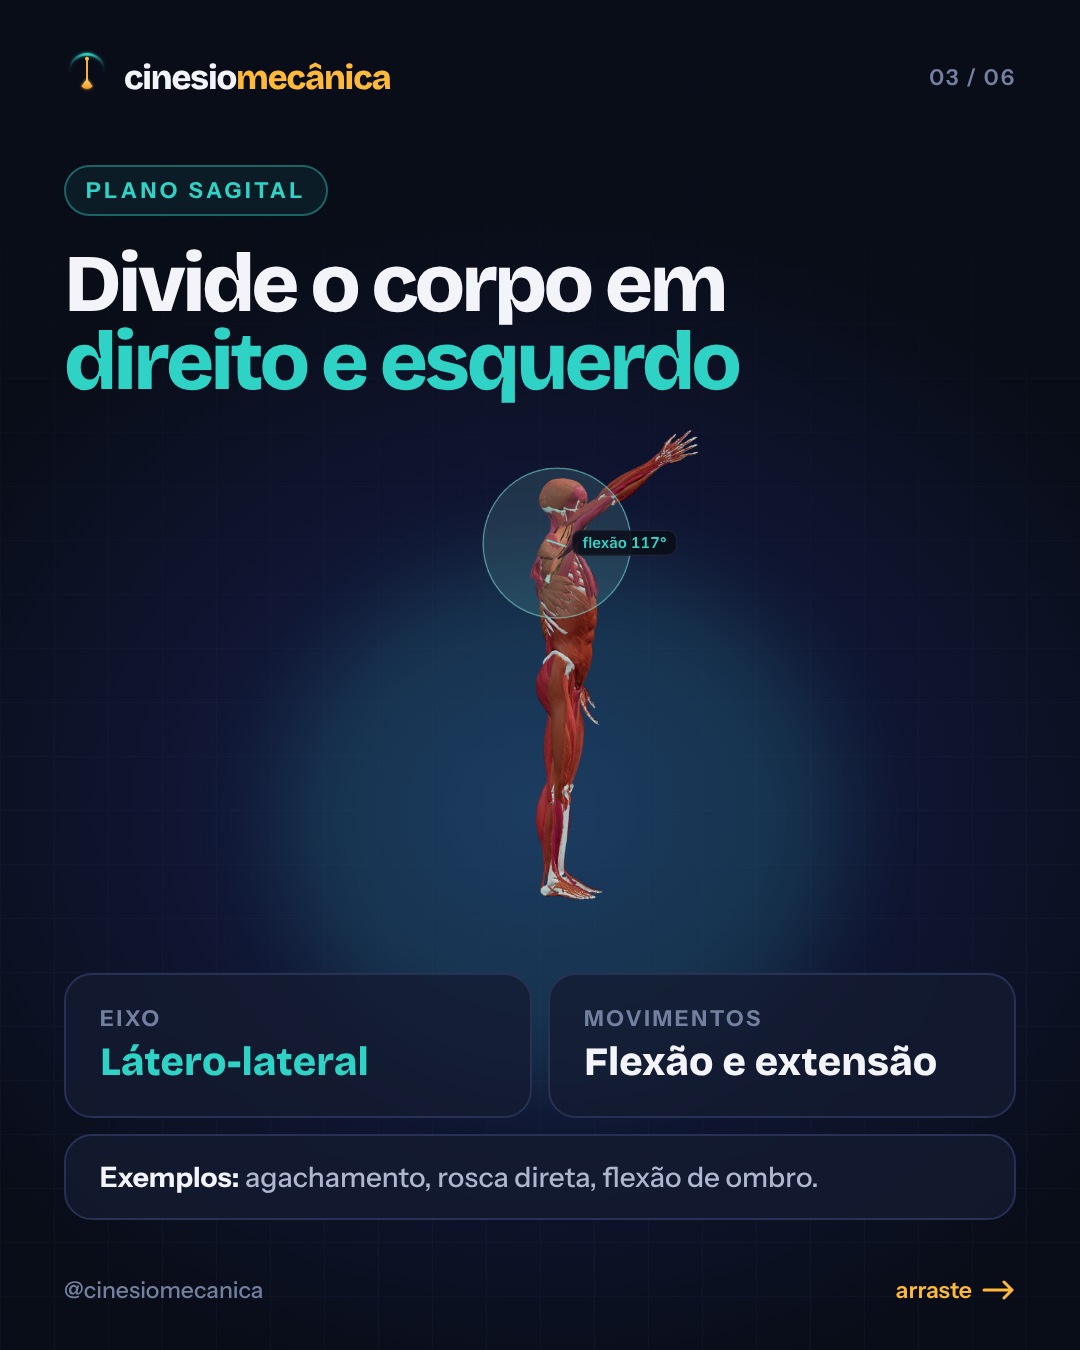 cinesiomecânica
03 / 06
PLANO SAGITAL
Divide o corpo em
direito e esquerdo
flexão 117°
EIXO
Látero-lateral
MOVIMENTOS
Flexão e extensão
Exemplos: agachamento, rosca direta, flexão de ombro.
@cinesiomecanica
arraste →